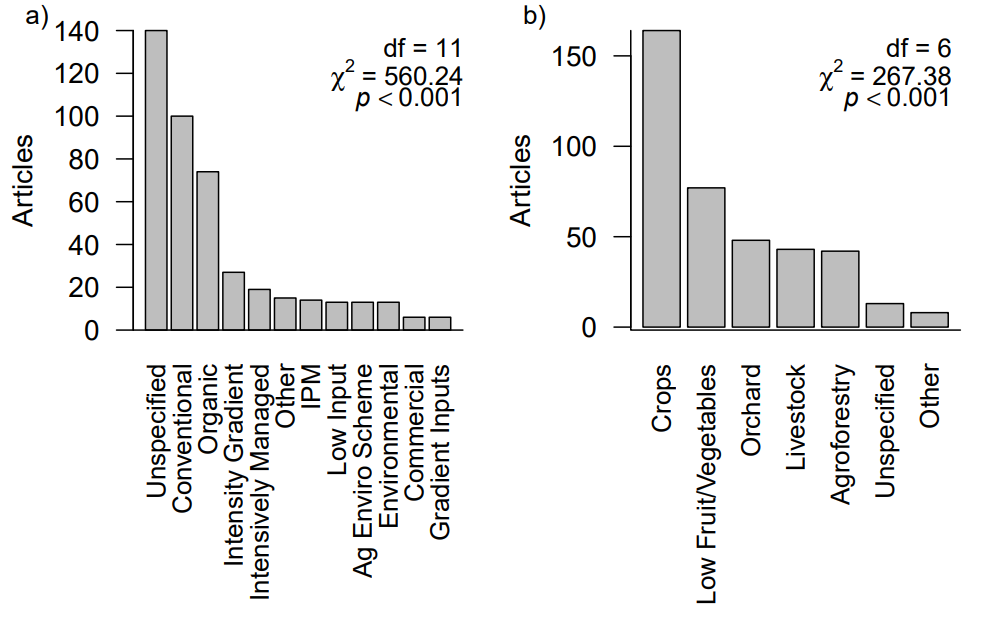 a)
140
120
100
80
60
40
20
0
Articles
df = 11
χ² = 560.24
p < 0.001
Unspecified
Conventional
Organic
Intensity Gradient
Intensively Managed
Other
IPM
Low Input
Ag Enviro Scheme
Environmental
Commercial
Gradient Inputs
b)
150
100
50
0
Articles
df = 6
χ² = 267.38
p < 0.001
Crops
Low Fruit/Vegetables
Orchard
Livestock
Agroforestry
Unspecified
Other